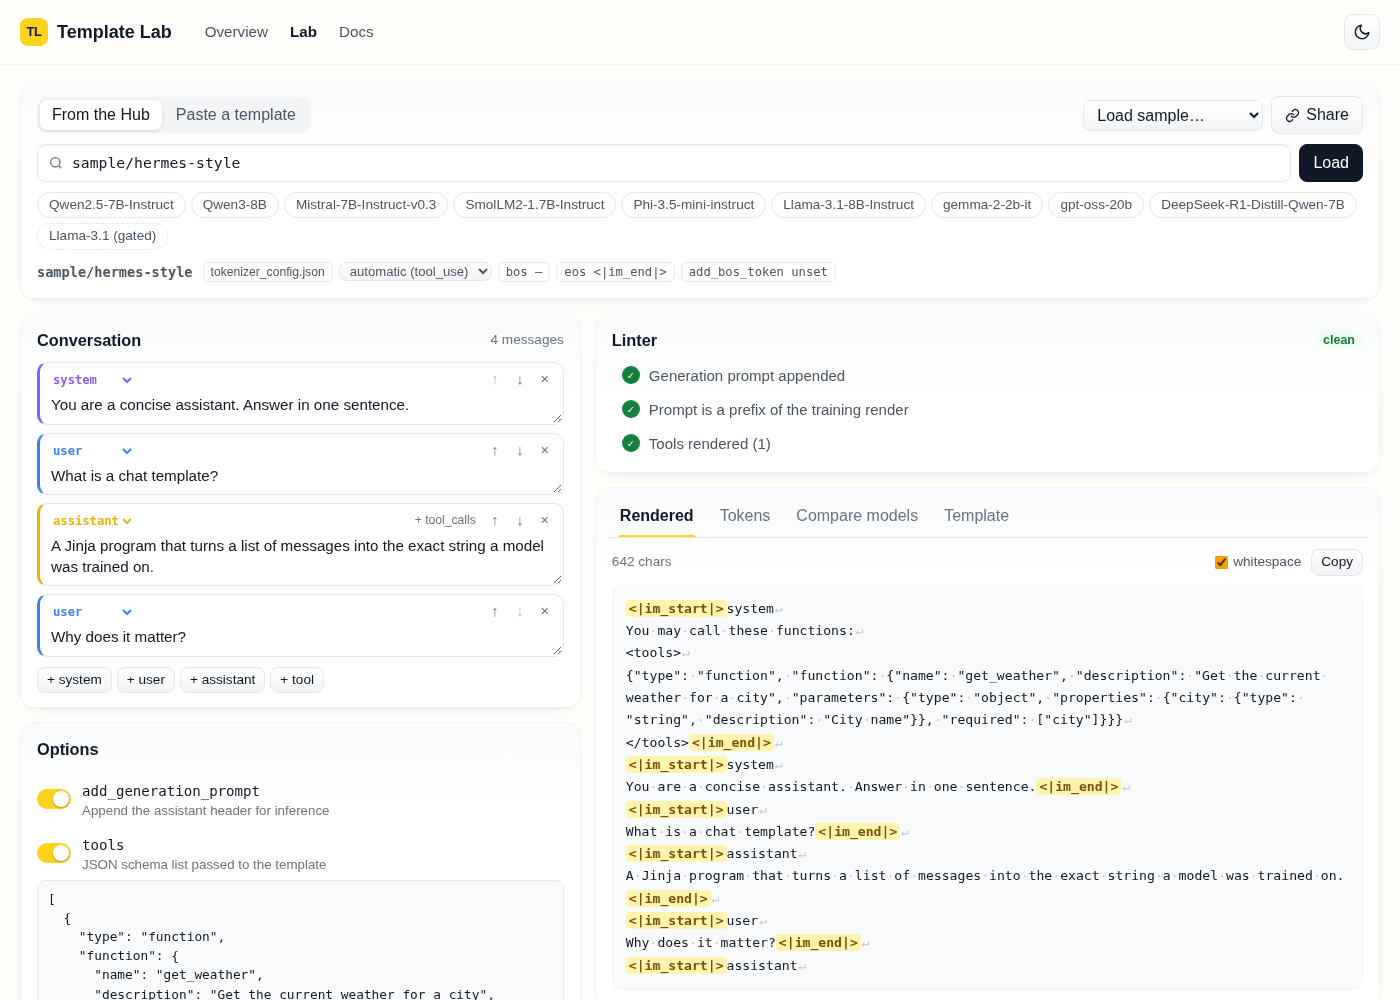 TL Template Lab Overview Lab Docs
From the Hub Paste a template Load sample… Share
sample/hermes-style Load
Qwen2.5-7B-Instruct Qwen3-8B Mistral-7B-Instruct-v0.3 SmolLM2-1.7B-Instruct Phi-3.5-mini-instruct Llama-3.1-8B-Instruct gemma-2-2b-it gpt-oss-20b DeepSeek-R1-Distill-Qwen-7B
Llama-3.1 (gated)
sample/hermes-style tokenizer_config.json automatic (tool_use) bos — eos <|im_end|> add_bos_token unset
Conversation 4 messages
system ↑ ↓ ×
You are a concise assistant. Answer in one sentence.
user ↑ ↓ ×
What is a chat template?
assistant + tool_calls ↑ ↓ ×
A Jinja program that turns a list of messages into the exact string a model
was trained on.
user ↑ ↓ ×
Why does it matter?
+ system + user + assistant + tool
Options
add_generation_prompt
Append the assistant header for inference
tools
JSON schema list passed to the template
[
{
"type": "function",
"function": {
"name": "get_weather",
"description": "Get the current weather for a city",
Linter clean
✓ Generation prompt appended
✓ Prompt is a prefix of the training render
✓ Tools rendered (1)
Rendered Tokens Compare models Template
642 chars whitespace Copy
<|im_start|>system↵
You·may·call·these·functions:↵
<tools>↵
{"type":·"function",·"function":·{"name":·"get_weather",·"description":·"Get·the·current·
weather·for·a·city",·"parameters":·{"type":·"object",·"properties":·{"city":·{"type":·
"string",·"description":·"City·name"}},·"required":·["city"]}}}↵
</tools><|im_end|>↵
<|im_start|>system↵
You·are·a·concise·assistant.·Answer·in·one·sentence.<|im_end|>↵
<|im_start|>user↵
What·is·a·chat·template?<|im_end|>↵
<|im_start|>assistant↵
A·Jinja·program·that·turns·a·list·of·messages·into·the·exact·string·a·model·was·trained·on.
<|im_end|>↵
<|im_start|>user↵
Why·does·it·matter?<|im_end|>↵
<|im_start|>assistant↵